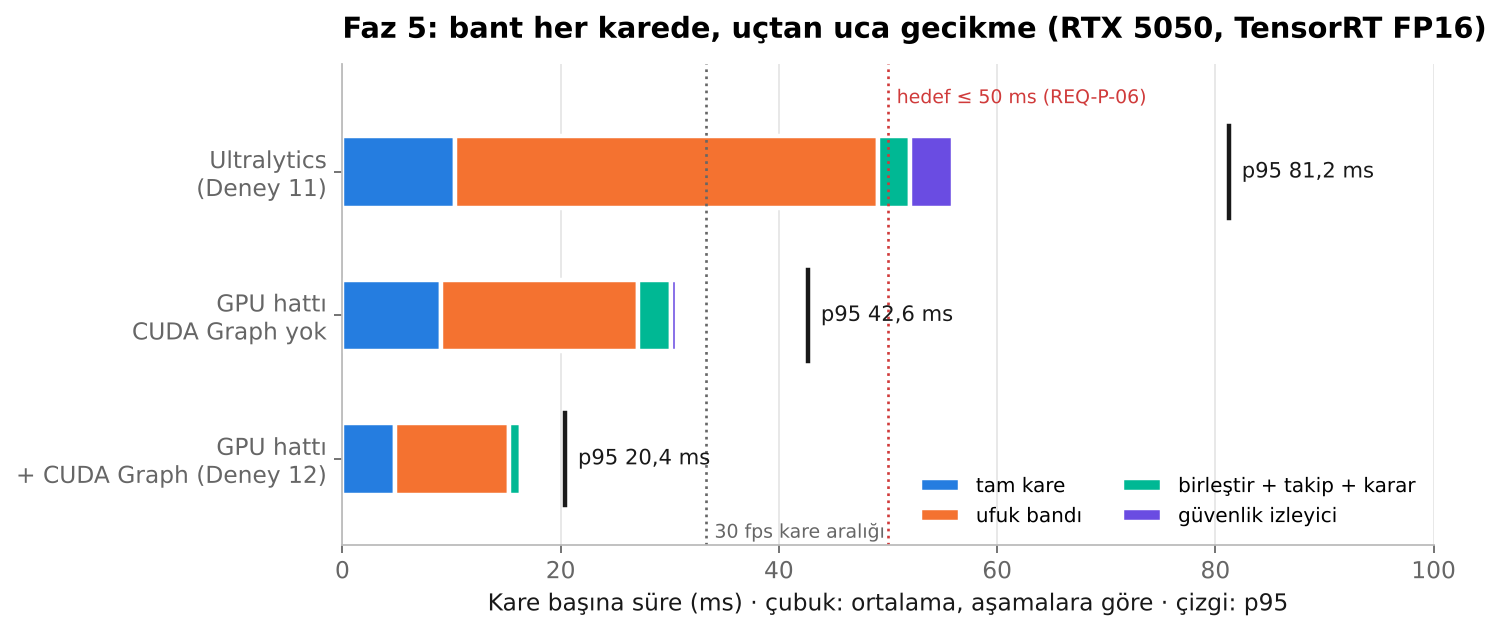 Faz 5: bant her karede, uçtan uca gecikme (RTX 5050, TensorRT FP16)
hedef ≤ 50 ms (REQ-P-06)
Ultralytics
(Deney 11)
p95 81,2 ms
GPU hattı
CUDA Graph yok
p95 42,6 ms
GPU hattı
+ CUDA Graph (Deney 12)
p95 20,4 ms
tam kare
ufuk bandı
birleştir + takip + karar
güvenlik izleyici
30 fps kare aralığı
0 20 40 60 80 100
Kare başına süre (ms) · çubuk: ortalama, aşamalara göre · çizgi: p95